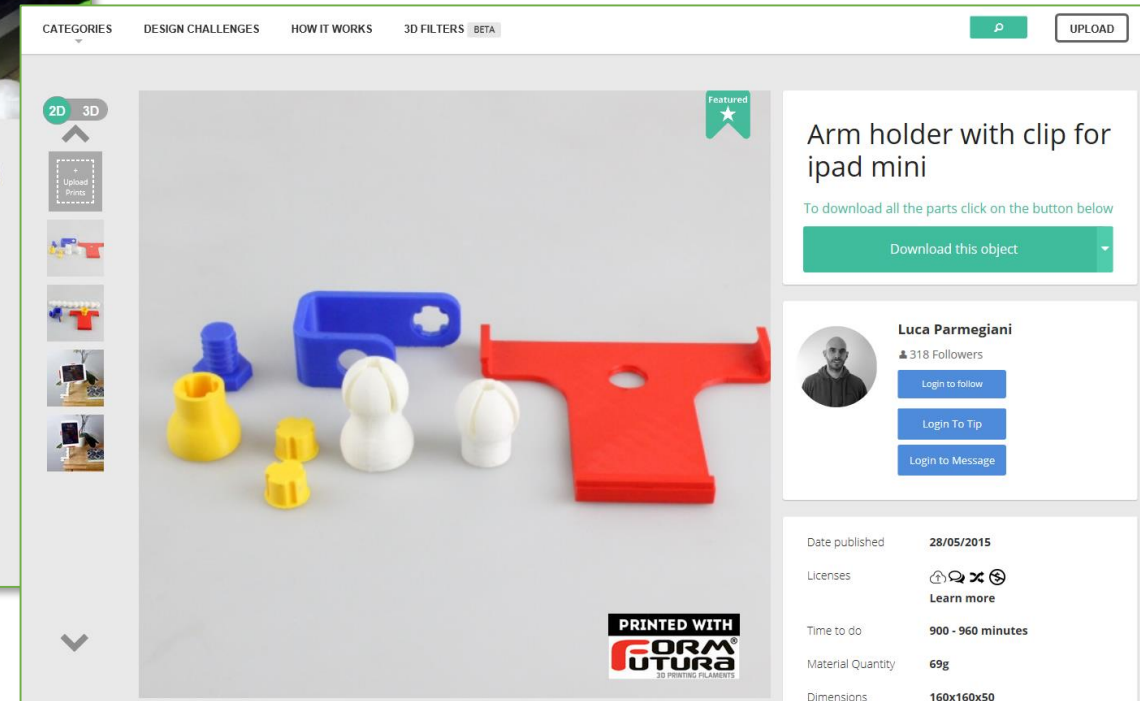 CATEGORIES DESIGN CHALLENGES HOW IT WORKS 3D FILTERS BETA UPLOAD
2D 3D
+
Upload
Prints
Featured
Arm holder with clip for
ipad mini
To download all the parts click on the button below
Download this object
Luca Parmegiani
318 Followers
Login to follow
Login To Tip
Login to Message
PRINTED WITH
FORM
FUTURA®
3D PRINTING FILAMENTS
Date published 28/05/2015
Licenses
Learn more
Time to do 900 - 960 minutes
Material Quantity 69g
Dimensions 160x160x50